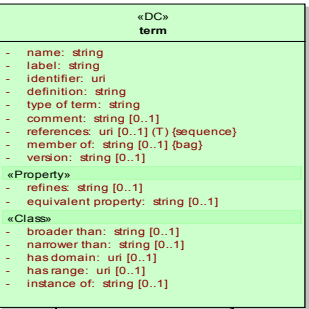 «DC»
term
- name: string
- label: string
- identifier: uri
- definition: string
- type of term: string
- comment: string [0..1]
- references: uri [0..1] (T) {sequence}
- member of: string [0..1] {bag}
- version: string [0..1]
«Property»
- refines: string [0..1]
- equivalent property: string [0..1]
«Class»
- broader than: string [0..1]
- narrower than: string [0..1]
- has domain: uri [0..1]
- has range: uri [0..1]
- instance of: string [0..1]